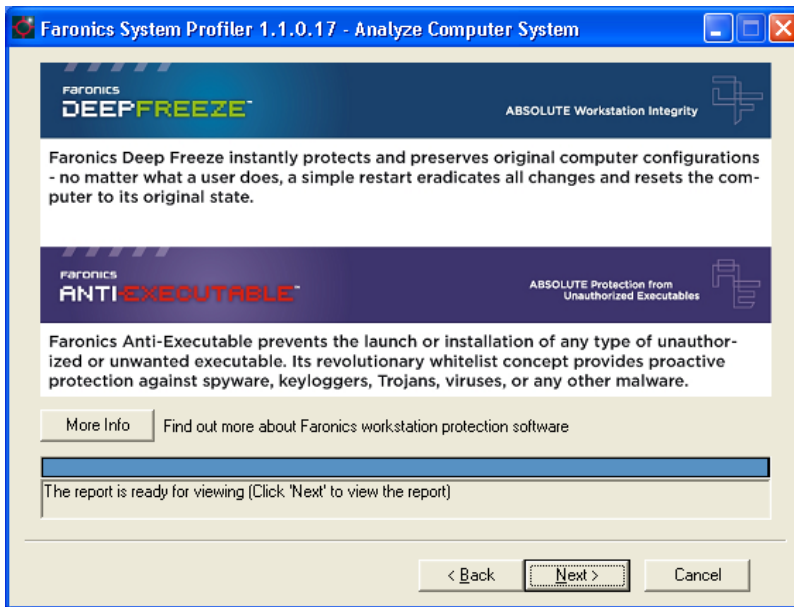 Faronics System Profiler 1.1.0.17 - Analyze Computer System
FARONICS
DEEPFREEZE™
ABSOLUTE Workstation Integrity
Faronics Deep Freeze instantly protects and preserves original computer configurations
- no matter what a user does, a simple restart eradicates all changes and resets the com-
puter to its original state.
FARONICS
ANTI-EXECUTABLE™
ABSOLUTE Protection from
Unauthorized Executables
Faronics Anti-Executable prevents the launch or installation of any type of unauthor-
ized or unwanted executable. Its revolutionary whitelist concept provides proactive
protection against spyware, keyloggers, Trojans, viruses, or any other malware.
More Info Find out more about Faronics workstation protection software
The report is ready for viewing (Click 'Next' to view the report)
< Back Next > Cancel